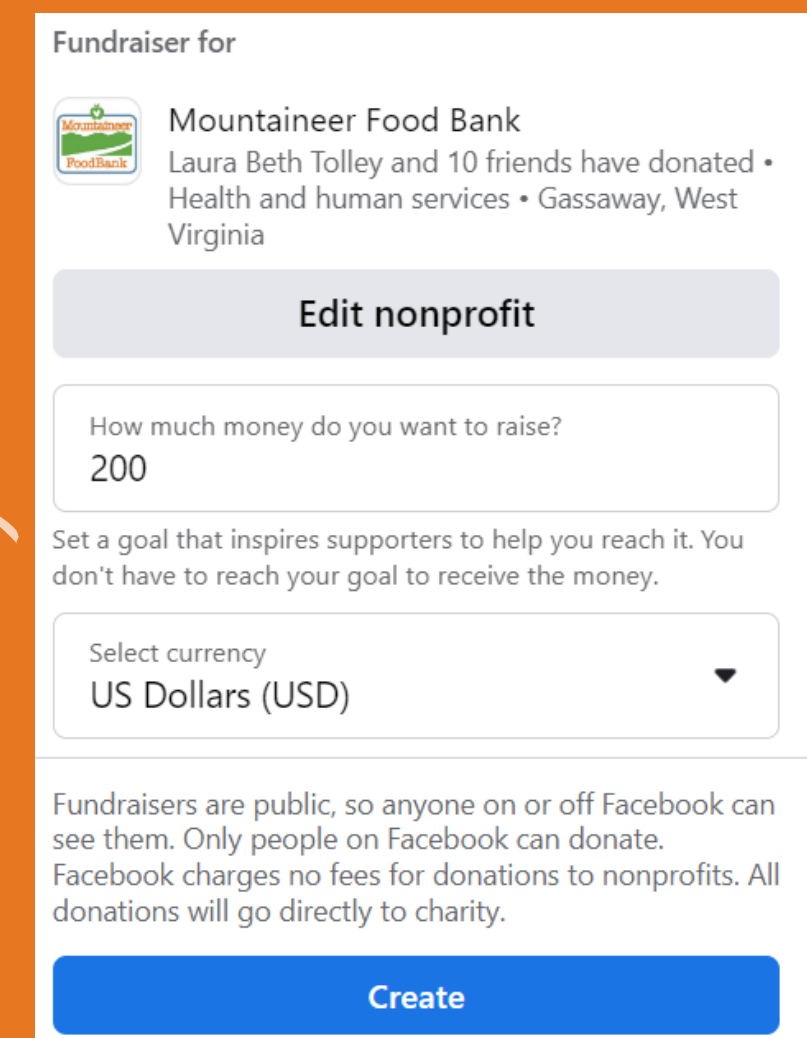 Fundraiser for
Mountaineer
FoodBank
Mountaineer Food Bank
Laura Beth Tolley and 10 friends have donated •
Health and human services • Gassaway, West
Virginia
Edit nonprofit
How much money do you want to raise?
200
Set a goal that inspires supporters to help you reach it. You
don't have to reach your goal to receive the money.
Select currency
US Dollars (USD)
Fundraisers are public, so anyone on or off Facebook can
see them. Only people on Facebook can donate.
Facebook charges no fees for donations to nonprofits. All
donations will go directly to charity.
Create